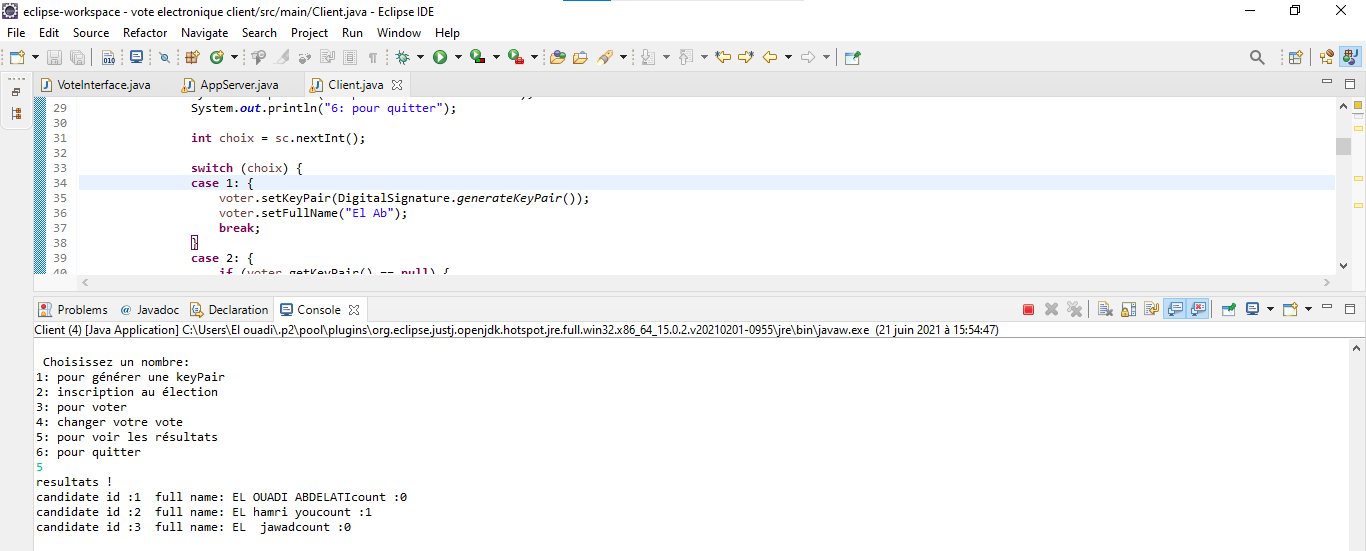 eclipse-workspace - vote electronique client/src/main/Client.java - Eclipse IDE
File Edit Source Refactor Navigate Search Project Run Window Help
VoteInterface.java AppServer.java Client.java
29 System.out.println("6: pour quitter");
30
31 int choix = sc.nextInt();
32
33 switch (choix) {
34 case 1: {
35 voter.setKeyPair(DigitalSignature.generateKeyPair());
36 voter.setFullName("El Ab");
37 break;
38 }
39 case 2: {
40 if (voter.getKeyPair() == null) {
Problems @ Javadoc Declaration Console
Client (4) [Java Application] C:\Users\El ouadi\.p2\pool\plugins\org.eclipse.justj.openjdk.hotspot.jre.full.win32.x86_64_15.0.2.v20210201-0955\jre\bin\javaw.exe (21 juin 2021 à 15:54:47)
Choisissez un nombre:
1: pour générer une keyPair
2: inscription au élection
3: pour voter
4: changer votre vote
5: pour voir les résultats
6: pour quitter
5
resultats !
candidate id :1 full name: EL OUADI ABDELATIcount :0
candidate id :2 full name: EL hamri youcount :1
candidate id :3 full name: EL jawadcount :0